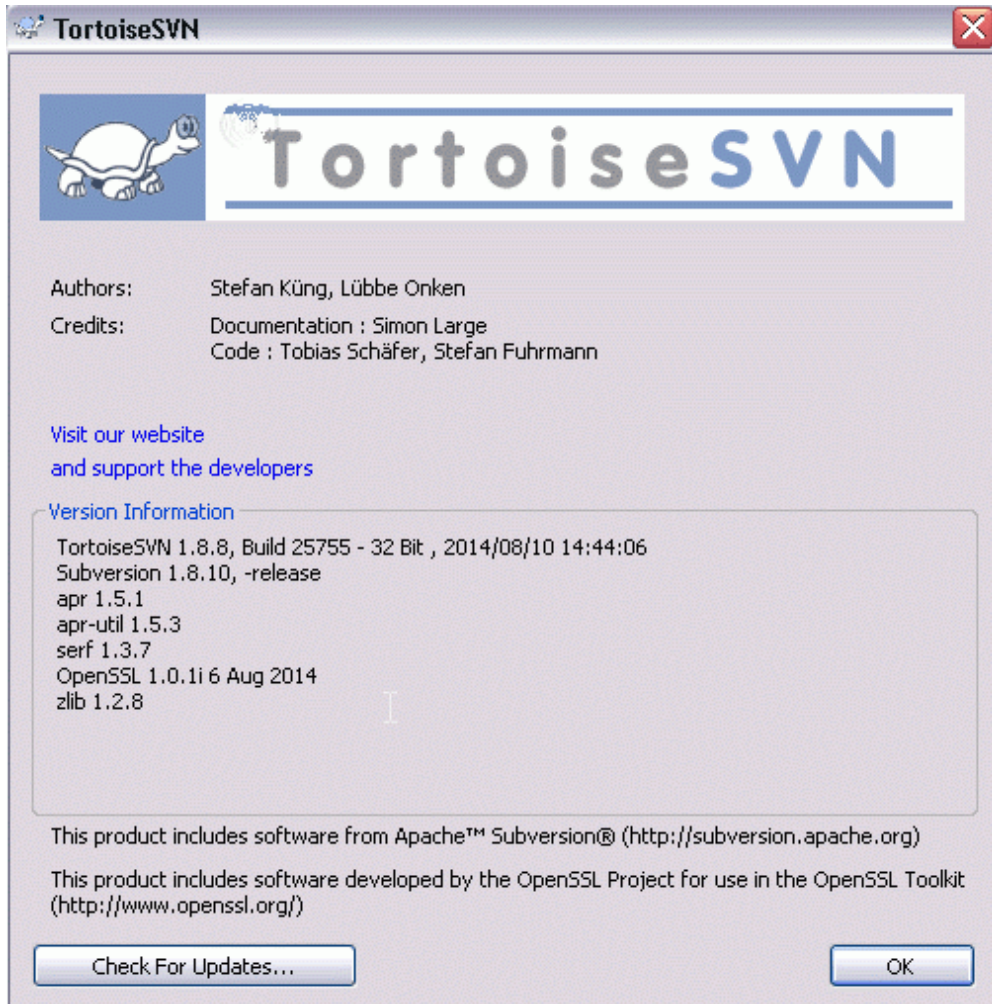 TortoiseSVN
TortoiseSVN
Authors: Stefan Küng, Lübbe Onken
Credits: Documentation : Simon Large
Code : Tobias Schäfer, Stefan Fuhrmann
Visit our website
and support the developers
Version Information
TortoiseSVN 1.8.8, Build 25755 - 32 Bit , 2014/08/10 14:44:06
Subversion 1.8.10, -release
apr 1.5.1
apr-util 1.5.3
serf 1.3.7
OpenSSL 1.0.1i 6 Aug 2014
zlib 1.2.8
This product includes software from Apache™ Subversion® (http://subversion.apache.org)
This product includes software developed by the OpenSSL Project for use in the OpenSSL Toolkit
(http://www.openssl.org/)
Check For Updates...
OK